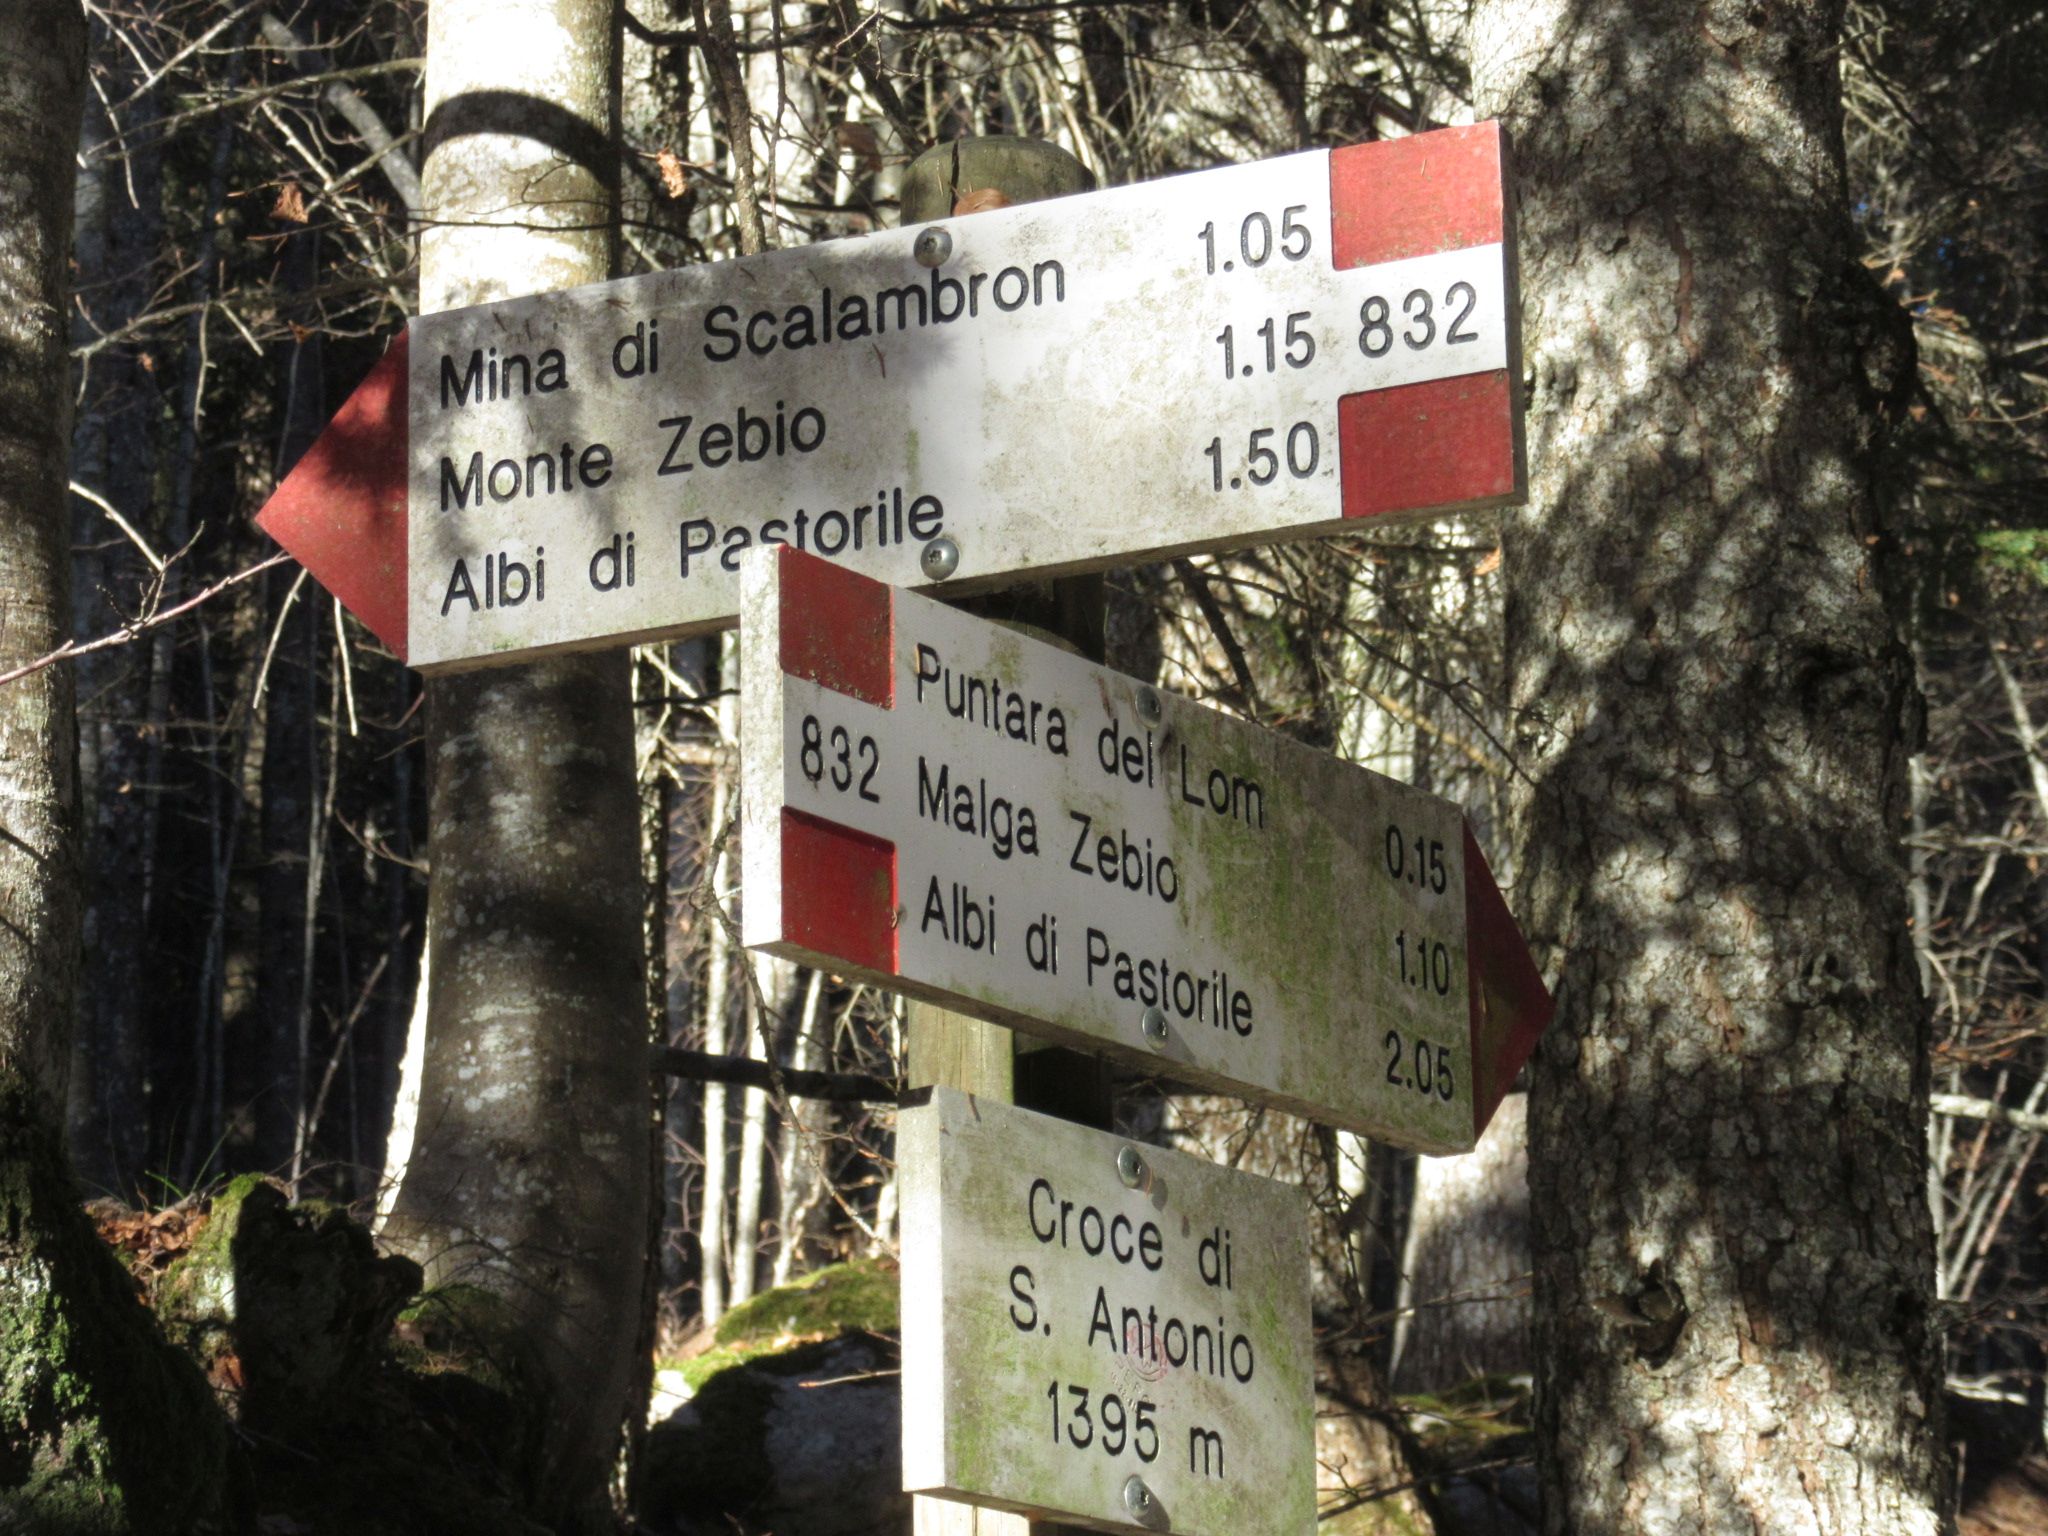 Mina di Scalambron 1.05
Monte Zebio 1.15 832
Albi di Pastorile 1.50
Puntara del Lom 0.15
832 Malga Zebio 1.10
Albi di Pastorile 2.05
Croce di
S. Antonio
1395 m